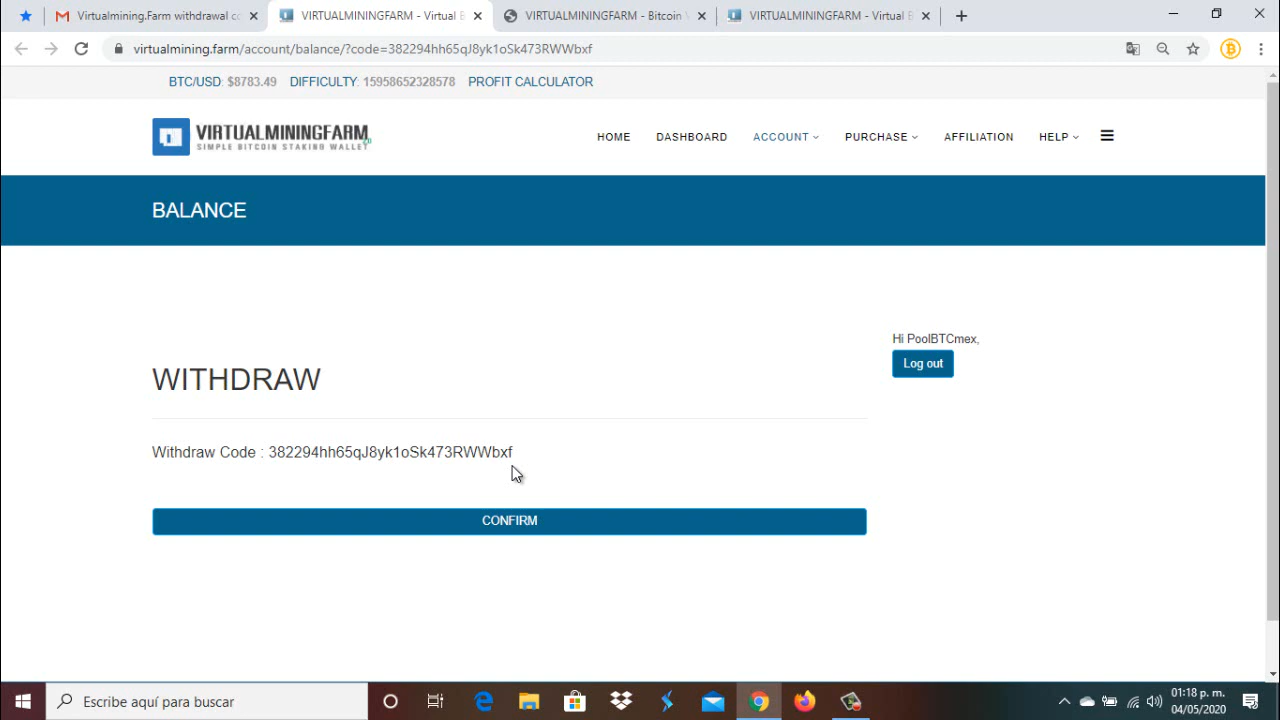 Virtualmining.Farm withdrawal co
VIRTUALMININGFARM - Virtual B
VIRTUALMININGFARM - Bitcoin V
VIRTUALMININGFARM - Virtual B
virtualmining.farm/account/balance/?code=382294hh65qJ8yk1oSk473RWWbxf
BTC/USD: $8783.49 DIFFICULTY: 15958652328578 PROFIT CALCULATOR
VIRTUALMININGFARM
SIMPLE BITCOIN STAKING WALLET
HOME DASHBOARD ACCOUNT PURCHASE AFFILIATION HELP
BALANCE
Hi PoolBTCmex,
Log out
WITHDRAW
Withdraw Code : 382294hh65qJ8yk1oSk473RWWbxf
CONFIRM
Escribe aquí para buscar
01:18 p. m.
04/05/2020